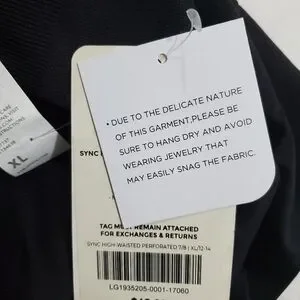 • DUE TO THE DELICATE NATURE
OF THIS GARMENT,PLEASE BE
SURE TO HANG DRY AND AVOID
WEARING JEWELRY THAT
MAY EASILY SNAG THE FABRIC.
CARE
XL
SYNC
TAG MUST REMAIN ATTACHED
FOR EXCHANGES & RETURNS
SYNC HIGH-WAISTED PERFORATED 7/8 | XL/12-14
LG1935205-0001-17060